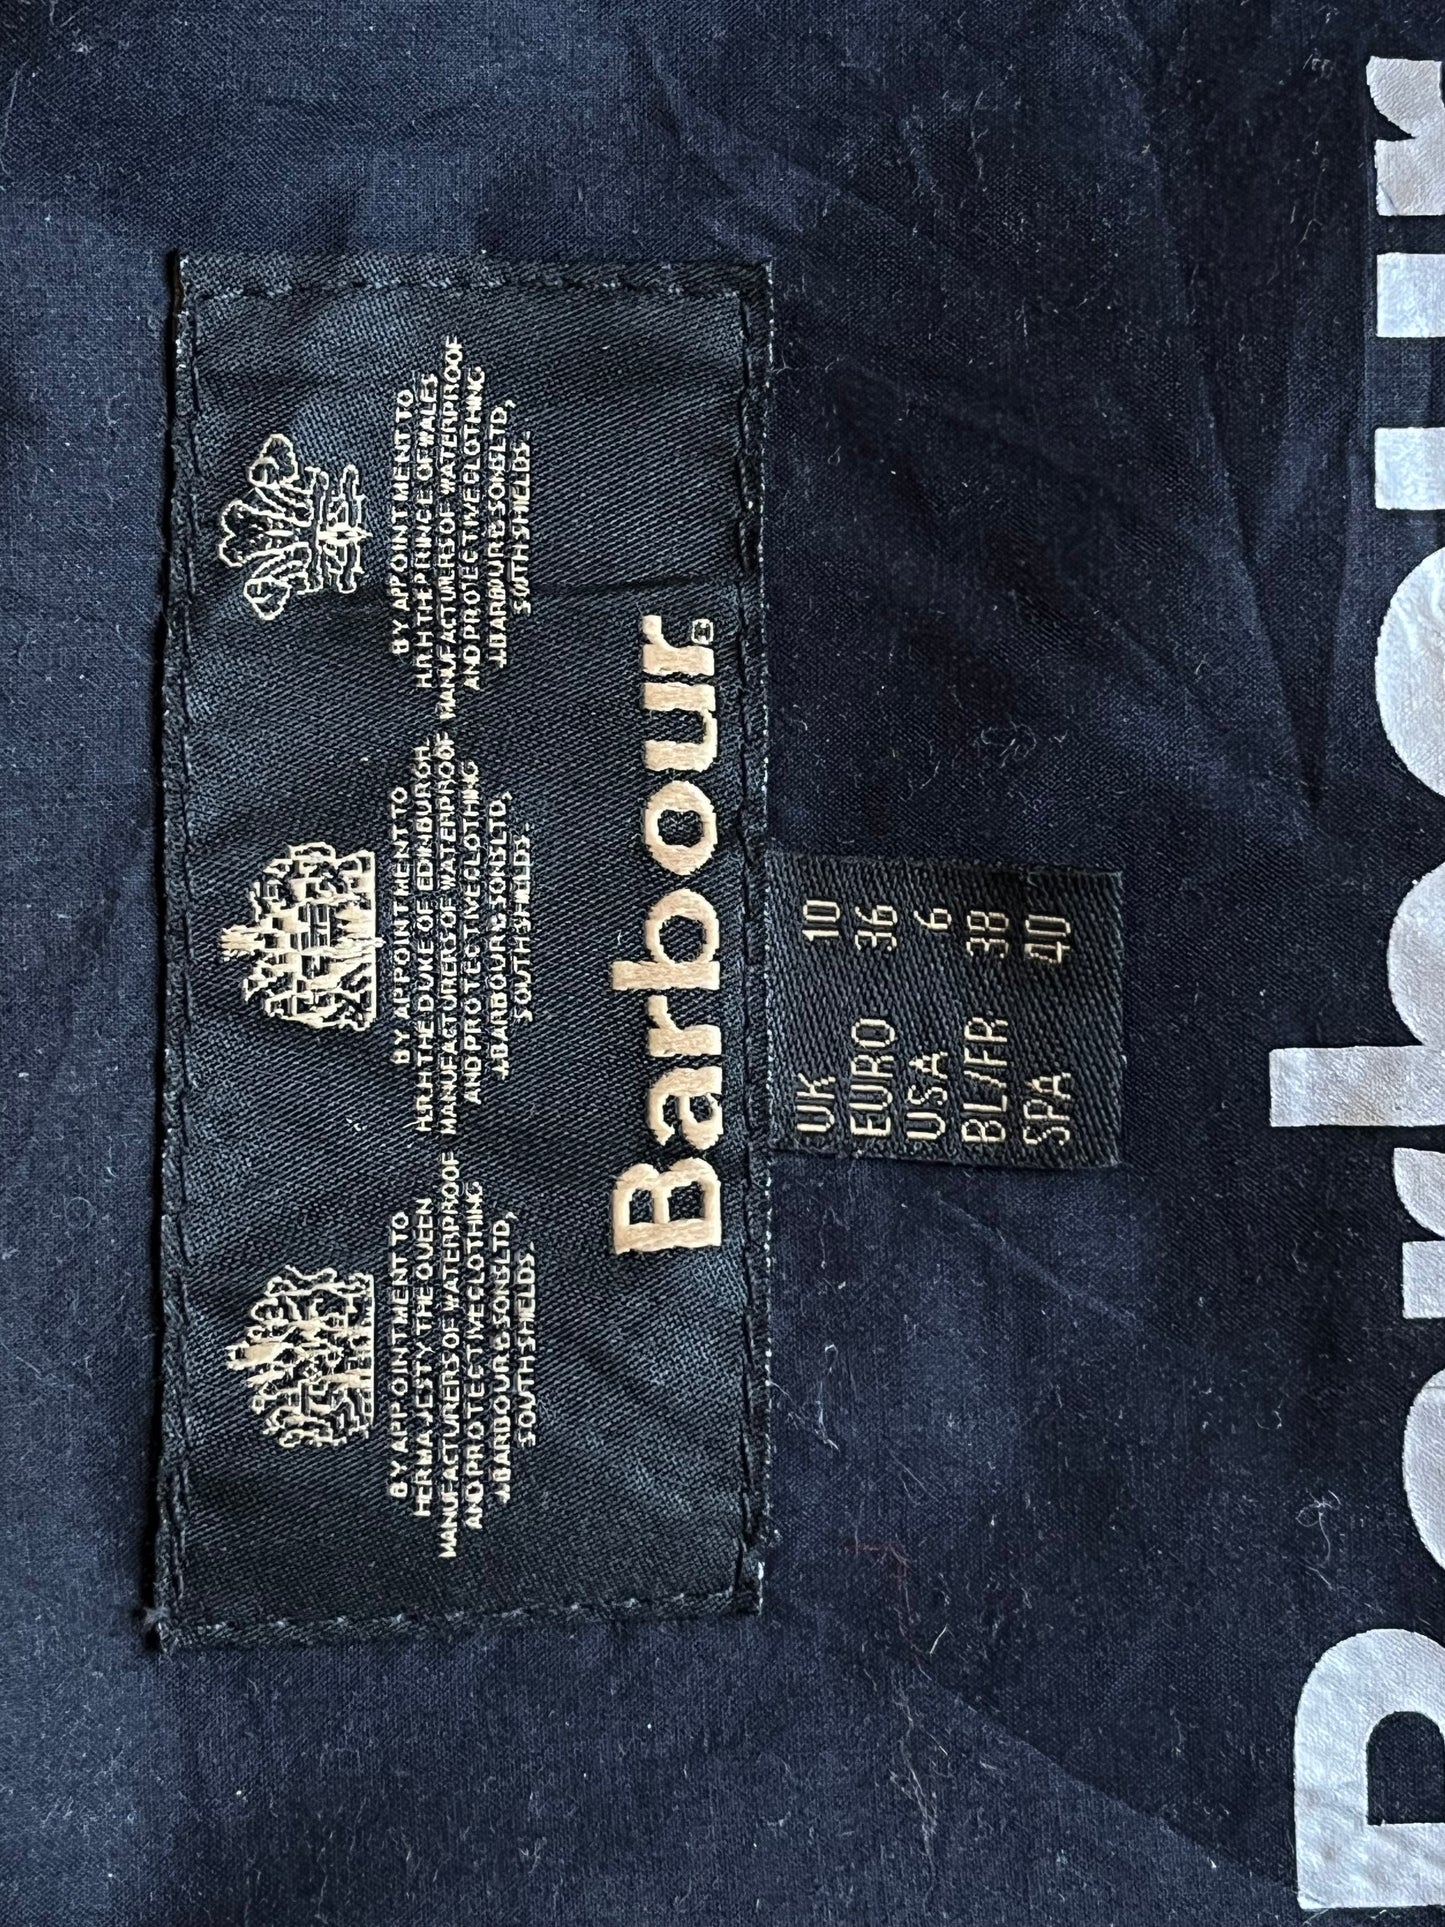 BY APPOINTMENT TO
HER MAJESTY THE QUEEN
MANUFACTURERS OF WATERPROOF
AND PROTECTIVE CLOTHING
J.BARBOUR & SONS LTD,
SOUTH SHIELDS.
BY APPOINTMENT TO
H.R.H THE DUKE OF EDINBURGH.
MANUFACTURERS OF WATERPROOF
AND PROTECTIVE CLOTHING
J.BARBOUR & SONS LTD,
SOUTH SHIELDS.
BY APPOINTMENT TO
H.R.H THE PRINCE OF WALES
MANUFACTURERS OF WATERPROOF
AND PROTECTIVE CLOTHING
J.BARBOUR & SONS LTD,
SOUTH SHIELDS.
Barbour®
UK 10
EURO 36
USA 6
BL/FR 38
SPA 40
Barbour